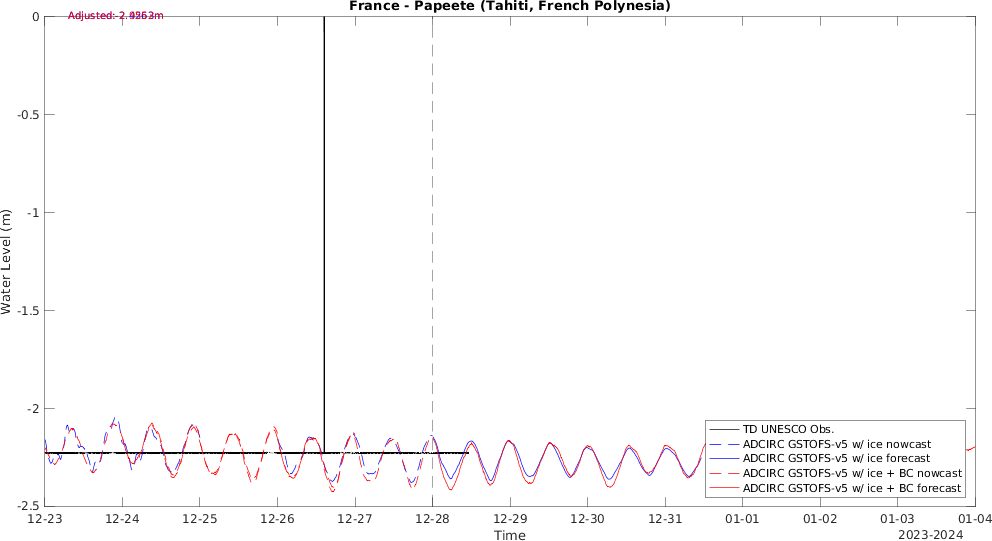 France - Papeete (Tahiti, French Polynesia)
Adjusted:
0
-0.5
-1
-1.5
-2
-2.5
Water Level (m)
12-23
12-24
12-25
12-26
12-27
12-28
12-29
12-30
12-31
01-01
01-02
01-03
01-04
Time
2023-2024
TD UNESCO Obs.
ADCIRC GSTOFS-v5 w/ ice nowcast
ADCIRC GSTOFS-v5 w/ ice forecast
ADCIRC GSTOFS-v5 w/ ice + BC nowcast
ADCIRC GSTOFS-v5 w/ ice + BC forecast